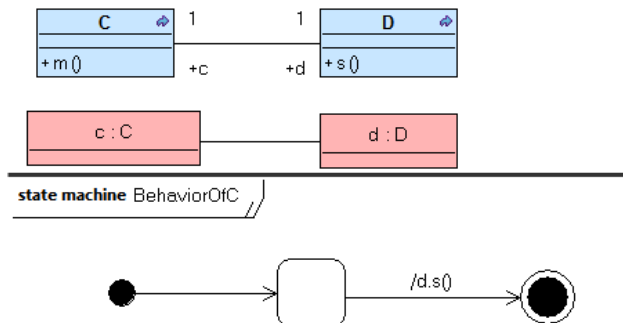 C
1
1
D
+ m ()
+c
+d
+ s ()
c : C
d : D
state machine BehaviorOfC
/d.s()